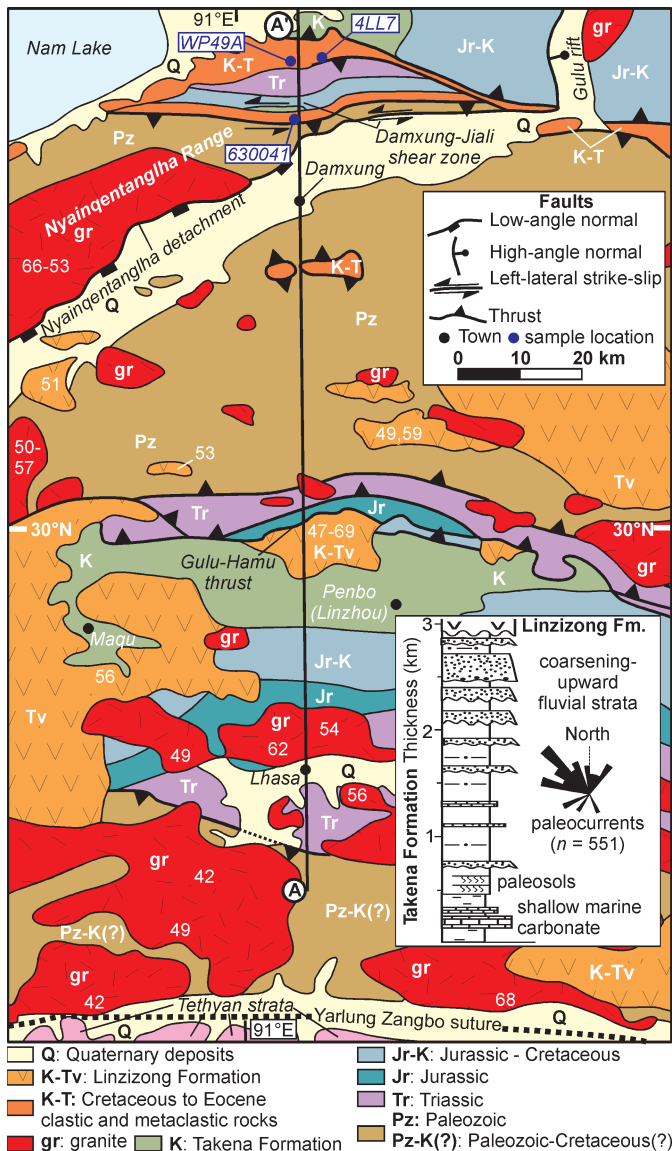 91°E
A'
K
4LL7
gr
Nam Lake
WP49A
Jr-K
Gulu rift
Q
K-T
Tr
Jr-K
Pz
Damxung-Jiali
shear zone
Q
K-T
630041
Nyainqentanglha Range
gr
66-53
Damxung
Nyainqentanglha detachment
Q
K-T
Pz
Faults
Low-angle normal
High-angle normal
Left-lateral strike-slip
Thrust
Town
sample location
0 10 20 km
51
gr
gr
50-
57
Pz
53
49,59
Tv
Tr
Jr
30°N
30°N
47-69
K-Tv
K
Gulu-Hamu
thrust
K
gr
Penbo
(Linzhou)
Maqu
gr
Jr-K
56
Tv
Jr
gr
54
62
49
Lhasa
Q
Tr
56
Tr
gr
42
A
Pz-K(?)
49
Pz-K(?)
gr
42
gr
68
K-Tv
Tethyan strata
Yarlung Zangbo suture
Q
Q
91°E
3
Linzizong Fm.
coarsening-
upward
fluvial strata
2
North
paleocurrents
(n = 551)
1
paleosols
shallow marine
carbonate
Takena Formation Thickness (km)
Q: Quaternary deposits
K-Tv: Linzizong Formation
K-T: Cretaceous to Eocene
clastic and metaclastic rocks
gr: granite
K: Takena Formation
Jr-K: Jurassic - Cretaceous
Jr: Jurassic
Tr: Triassic
Pz: Paleozoic
Pz-K(?): Paleozoic-Cretaceous(?)